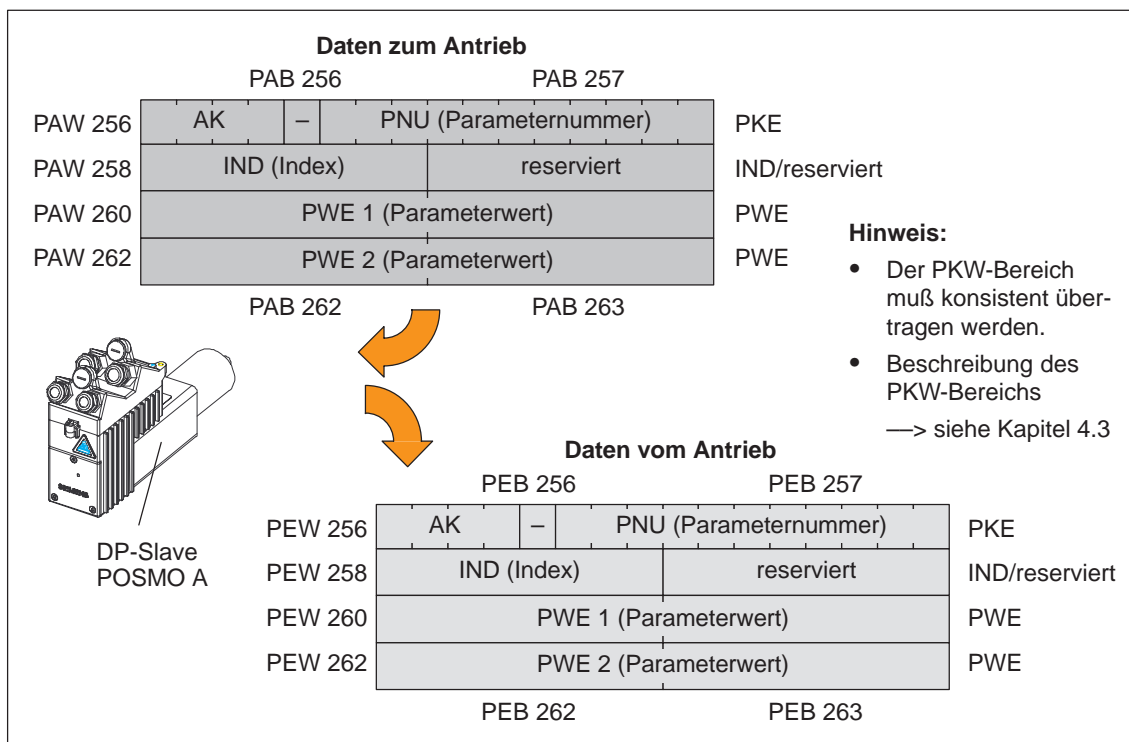 Daten zum Antrieb
PAB 256 PAB 257
PAW 256 AK – PNU (Parameternummer) PKE
PAW 258 IND (Index) reserviert IND/reserviert
PAW 260 PWE 1 (Parameterwert) PWE
PAW 262 PWE 2 (Parameterwert) PWE
PAB 262 PAB 263
Hinweis:
• Der PKW-Bereich
muß konsistent über-
tragen werden.
• Beschreibung des
PKW-Bereichs
––> siehe Kapitel 4.3
DP-Slave
POSMO A
Daten vom Antrieb
PEB 256 PEB 257
PEW 256 AK – PNU (Parameternummer) PKE
PEW 258 IND (Index) reserviert IND/reserviert
PEW 260 PWE 1 (Parameterwert) PWE
PEW 262 PWE 2 (Parameterwert) PWE
PEB 262 PEB 263